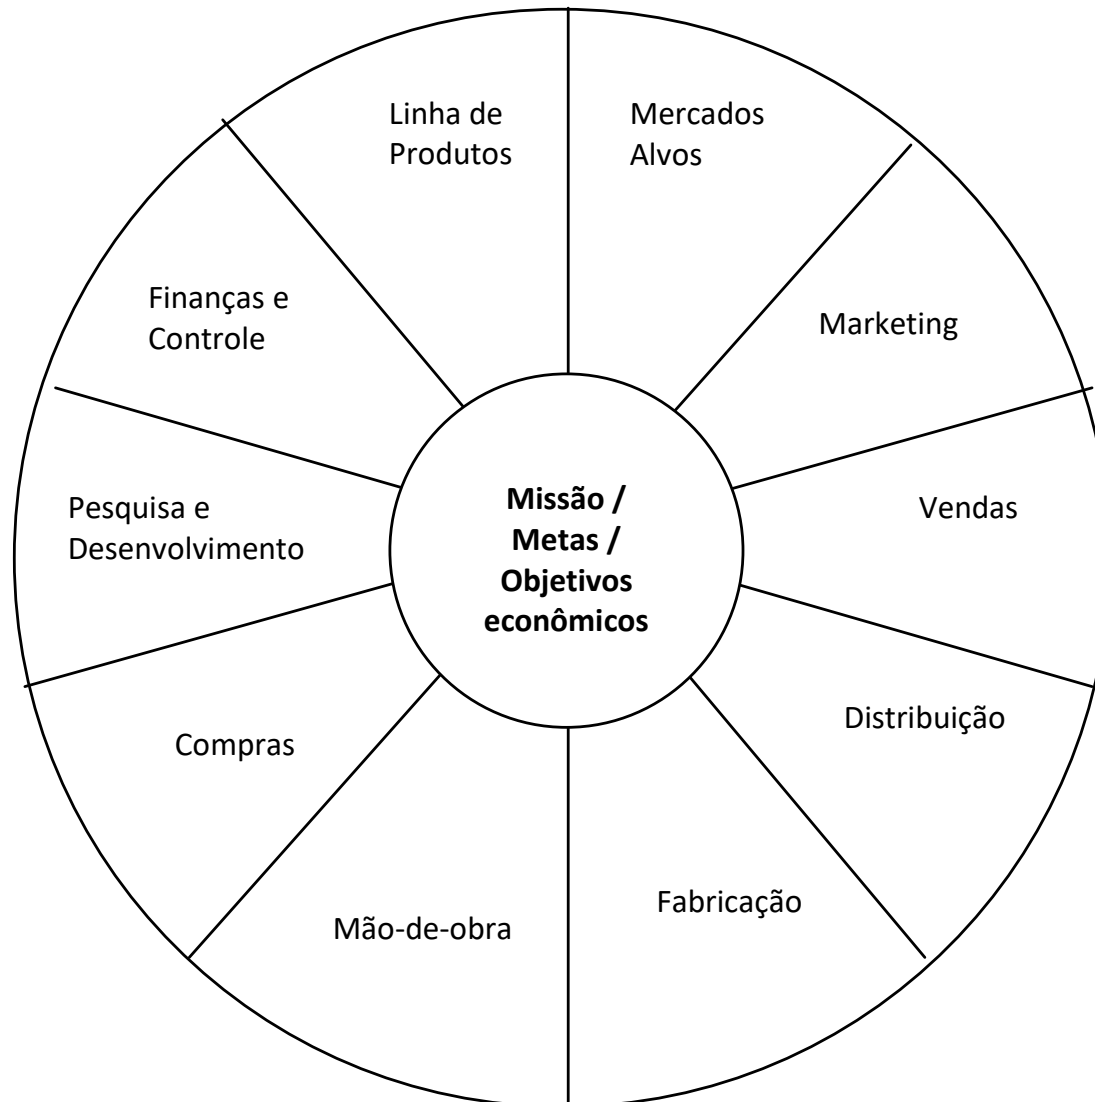 Linha de
Produtos
Mercados
Alvos
Finanças e
Controle
Marketing
Pesquisa e
Desenvolvimento
Missão /
Metas /
Objetivos
econômicos
Vendas
Compras
Distribuição
Mão-de-obra
Fabricação